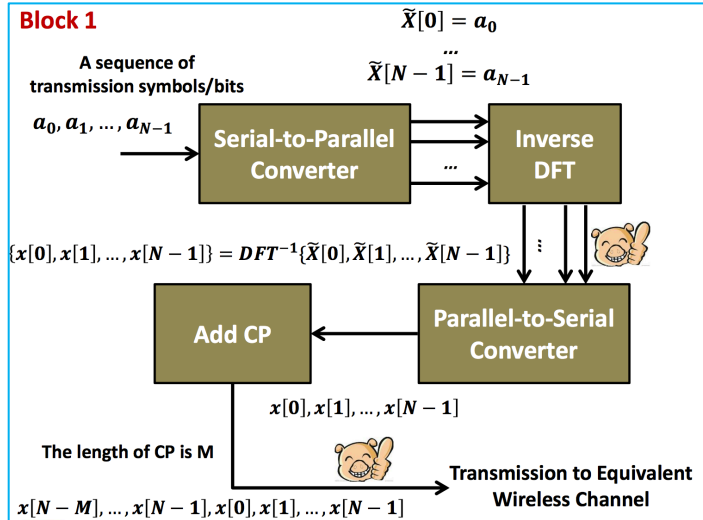 Block 1
X̃[0] = a₀
...
X̃[N − 1] = a_{N−1}
A sequence of
transmission symbols/bits
a₀, a₁, ..., a_{N−1}
Serial-to-Parallel
Converter
...
Inverse
DFT
{x[0], x[1], ..., x[N − 1]} = DFT⁻¹{X̃[0], X̃[1], ..., X̃[N − 1]}
...
Add CP
Parallel-to-Serial
Converter
x[0], x[1], ..., x[N − 1]
The length of CP is M
Transmission to Equivalent
Wireless Channel
x[N − M], ..., x[N − 1], x[0], x[1], ..., x[N − 1]